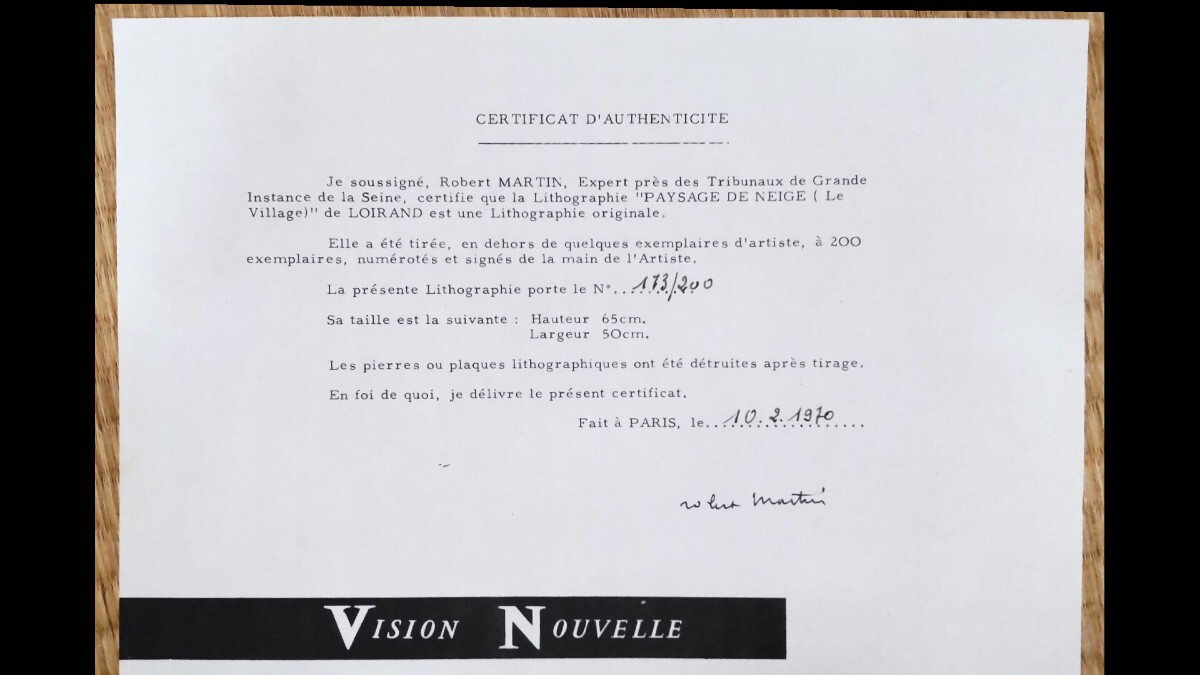 CERTIFICAT D'AUTHENTICITE
Je soussigné, Robert MARTIN, Expert près des Tribunaux de Grande
Instance de la Seine, certifie que la Lithographie "PAYSAGE DE NEIGE ( Le
Village)" de LOIRAND est une Lithographie originale.
Elle a été tirée, en dehors de quelques exemplaires d'artiste, à 200
exemplaires, numérotés et signés de la main de l'Artiste.
La présente Lithographie porte le N°..173/200
Sa taille est la suivante : Hauteur 65cm.
Largeur 50cm.
Les pierres ou plaques lithographiques ont été détruites après tirage.
En foi de quoi, je délivre le présent certificat.
Fait à PARIS, le..10.2.1970....
robert martin
VISION NOUVELLE